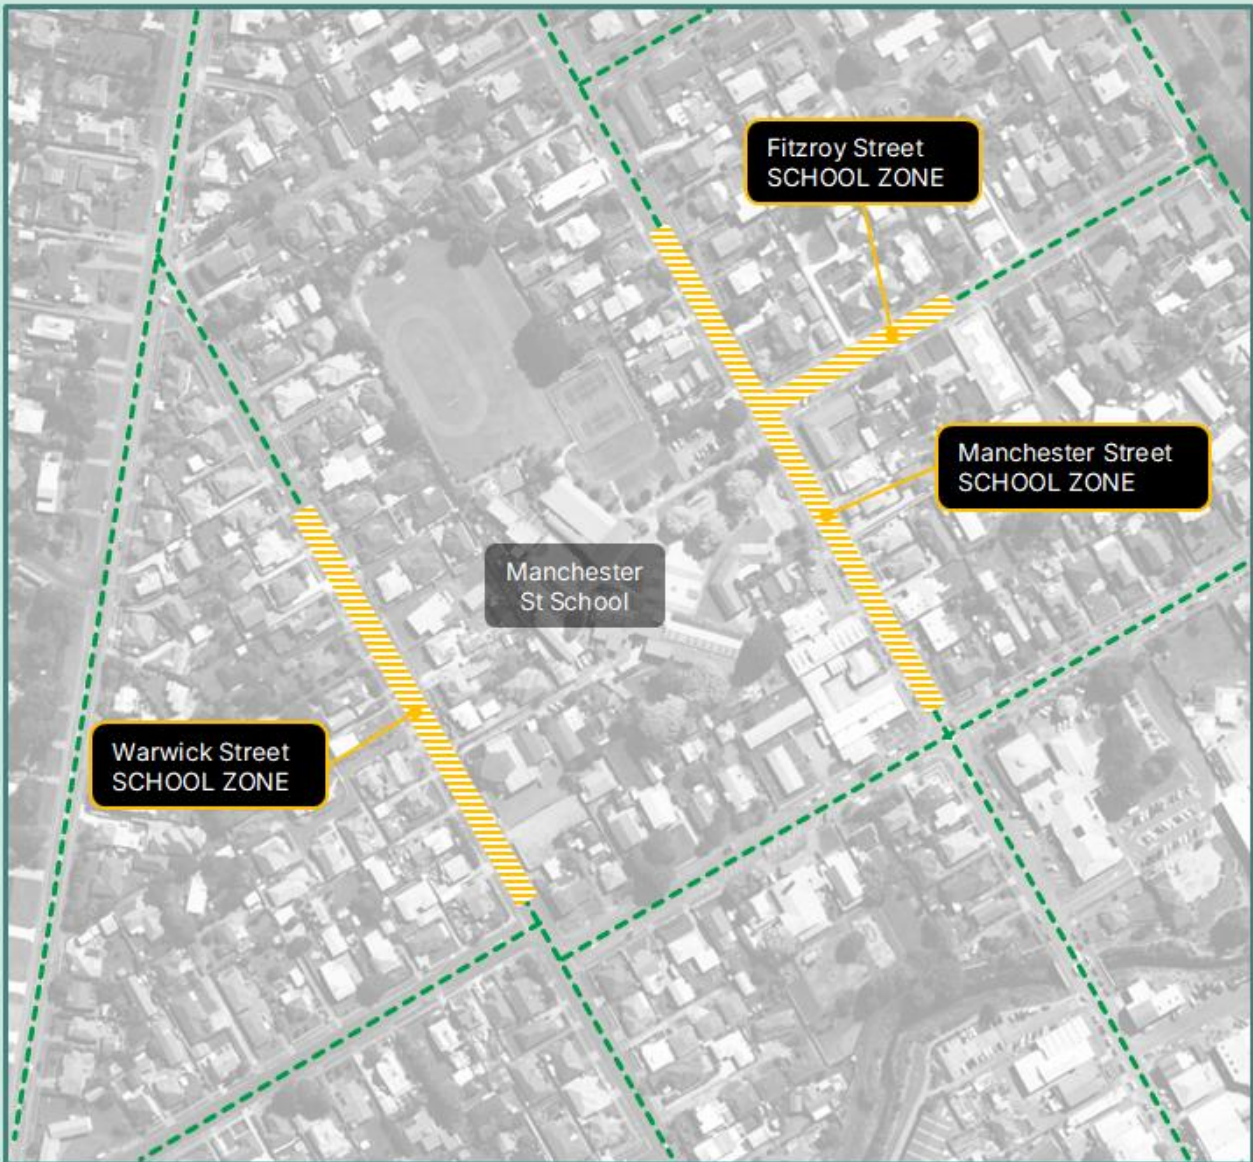 Fitzroy Street
SCHOOL ZONE
Manchester Street
SCHOOL ZONE
Manchester
St School
Warwick Street
SCHOOL ZONE